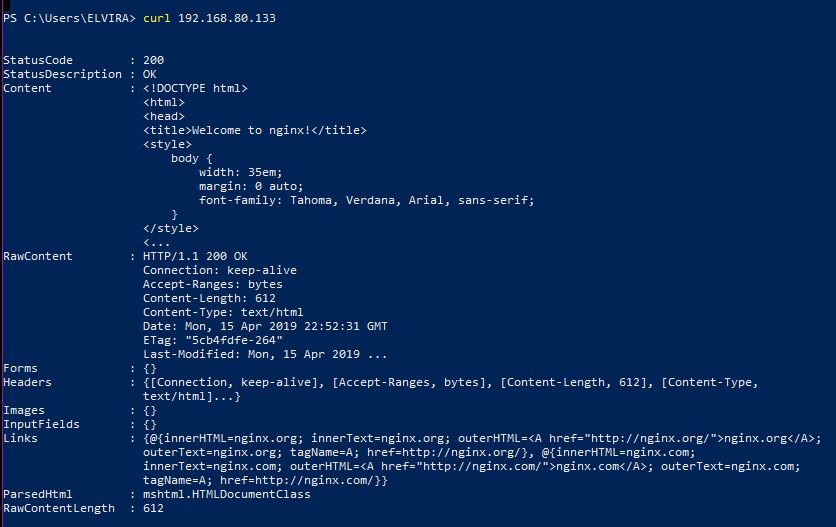 PS C:\Users\ELVIRA> curl 192.168.80.133
StatusCode        : 200
StatusDescription : OK
Content           : <!DOCTYPE html>
                    <html>
                    <head>
                    <title>Welcome to nginx!</title>
                    <style>
                        body {
                            width: 35em;
                            margin: 0 auto;
                            font-family: Tahoma, Verdana, Arial, sans-serif;
                        }
                    </style>
                    <...
RawContent        : HTTP/1.1 200 OK
                    Connection: keep-alive
                    Accept-Ranges: bytes
                    Content-Length: 612
                    Content-Type: text/html
                    Date: Mon, 15 Apr 2019 22:52:31 GMT
                    ETag: "5cb4fdfe-264"
                    Last-Modified: Mon, 15 Apr 2019 ...
Forms             : {}
Headers           : {[Connection, keep-alive], [Accept-Ranges, bytes], [Content-Length, 612], [Content-Type,
                    text/html]...}
Images            : {}
InputFields       : {}
Links             : {@{innerHTML=nginx.org; innerText=nginx.org; outerHTML=<A href="http://nginx.org/">nginx.org</A>;
                    outerText=nginx.org; tagName=A; href=http://nginx.org/}, @{innerHTML=nginx.com;
                    innerText=nginx.com; outerHTML=<A href="http://nginx.com/">nginx.com</A>; outerText=nginx.com;
                    tagName=A; href=http://nginx.com/}}
ParsedHtml        : mshtml.HTMLDocumentClass
RawContentLength  : 612